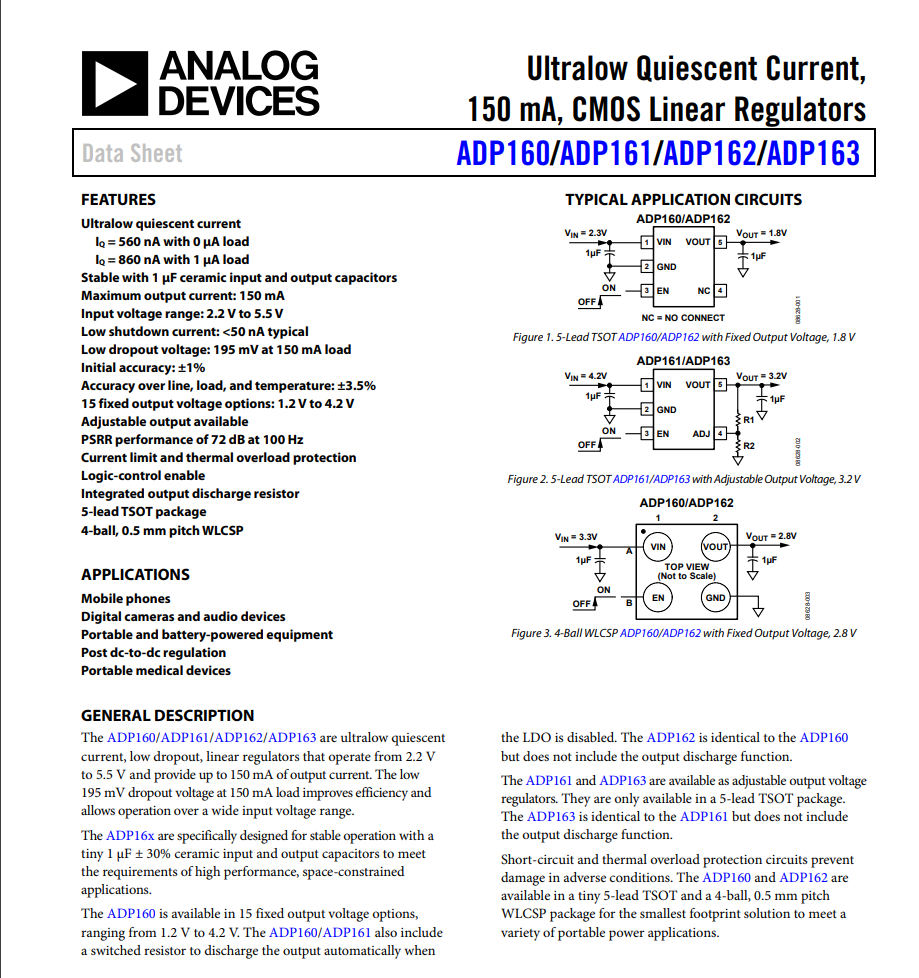 ANALOG
DEVICES
Ultralow Quiescent Current,
150 mA, CMOS Linear Regulators
Data Sheet
ADP160/ADP161/ADP162/ADP163
FEATURES
Ultralow quiescent current
IQ = 560 nA with 0 µA load
IQ = 860 nA with 1 µA load
Stable with 1 µF ceramic input and output capacitors
Maximum output current: 150 mA
Input voltage range: 2.2 V to 5.5 V
Low shutdown current: <50 nA typical
Low dropout voltage: 195 mV at 150 mA load
Initial accuracy: ±1%
Accuracy over line, load, and temperature: ±3.5%
15 fixed output voltage options: 1.2 V to 4.2 V
Adjustable output available
PSRR performance of 72 dB at 100 Hz
Current limit and thermal overload protection
Logic-control enable
Integrated output discharge resistor
5-lead TSOT package
4-ball, 0.5 mm pitch WLCSP
APPLICATIONS
Mobile phones
Digital cameras and audio devices
Portable and battery-powered equipment
Post dc-to-dc regulation
Portable medical devices
TYPICAL APPLICATION CIRCUITS
ADP160/ADP162
VIN = 2.3V
1 VIN VOUT 5
VOUT = 1.8V
1µF
1µF
2 GND
ON
OFF
3 EN NC 4
NC = NO CONNECT
08628-001
Figure 1. 5-Lead TSOT ADP160/ADP162 with Fixed Output Voltage, 1.8 V
ADP161/ADP163
VIN = 4.2V
1 VIN VOUT 5
VOUT = 3.2V
1µF
1µF
2 GND
R1
ON
OFF
3 EN ADJ 4
R2
08628-002
Figure 2. 5-Lead TSOT ADP161/ADP163 with Adjustable Output Voltage, 3.2 V
ADP160/ADP162
1 2
VIN = 3.3V
A
VIN VOUT
VOUT = 2.8V
1µF
1µF
TOP VIEW
(Not to Scale)
ON
OFF
B
EN GND
08628-003
Figure 3. 4-Ball WLCSP ADP160/ADP162 with Fixed Output Voltage, 2.8 V
GENERAL DESCRIPTION
The ADP160/ADP161/ADP162/ADP163 are ultralow quiescent
current, low dropout, linear regulators that operate from 2.2 V
to 5.5 V and provide up to 150 mA of output current. The low
195 mV dropout voltage at 150 mA load improves efficiency and
allows operation over a wide input voltage range.
The ADP16x are specifically designed for stable operation with a
tiny 1 µF ± 30% ceramic input and output capacitors to meet
the requirements of high performance, space-constrained
applications.
The ADP160 is available in 15 fixed output voltage options,
ranging from 1.2 V to 4.2 V. The ADP160/ADP161 also include
a switched resistor to discharge the output automatically when
the LDO is disabled. The ADP162 is identical to the ADP160
but does not include the output discharge function.
The ADP161 and ADP163 are available as adjustable output voltage
regulators. They are only available in a 5-lead TSOT package.
The ADP163 is identical to the ADP161 but does not include
the output discharge function.
Short-circuit and thermal overload protection circuits prevent
damage in adverse conditions. The ADP160 and ADP162 are
available in a tiny 5-lead TSOT and a 4-ball, 0.5 mm pitch
WLCSP package for the smallest footprint solution to meet a
variety of portable power applications.